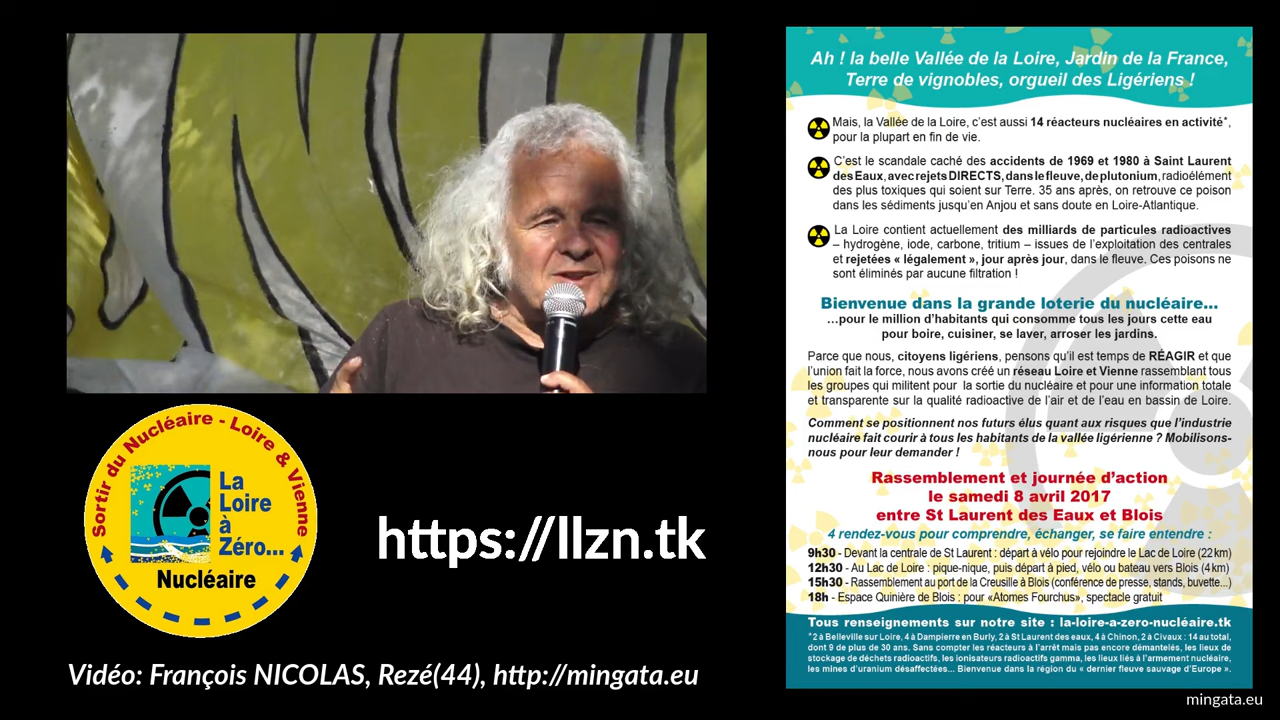 Ah ! la belle Vallée de la Loire, Jardin de la France,
Terre de vignobles, orgueil des Ligériens !
Mais, la Vallée de la Loire, c'est aussi 14 réacteurs nucléaires en activité*,
pour la plupart en fin de vie.
C'est le scandale caché des accidents de 1969 et 1980 à Saint Laurent
des Eaux, avec rejets DIRECTS, dans le fleuve, de plutonium, radioélément
des plus toxiques qui soient sur Terre. 35 ans après, on retrouve ce poison
dans les sédiments jusqu'en Anjou et sans doute en Loire-Atlantique.
La Loire contient actuellement des milliards de particules radioactives
– hydrogène, iode, carbone, tritium – issues de l'exploitation des centrales
et rejetées « légalement », jour après jour, dans le fleuve. Ces poisons ne
sont éliminés par aucune filtration !
Bienvenue dans la grande loterie du nucléaire...
...pour le million d'habitants qui consomme tous les jours cette eau
pour boire, cuisiner, se laver, arroser les jardins.
Parce que nous, citoyens ligériens, pensons qu'il est temps de RÉAGIR et que
l'union fait la force, nous avons créé un réseau Loire et Vienne rassemblant tous
les groupes qui militent pour la sortie du nucléaire et pour une information totale
et transparente sur la qualité radioactive de l'air et de l'eau en bassin de Loire.
Comment se positionnent nos futurs élus quant aux risques que l'industrie
nucléaire fait courir à tous les habitants de la vallée ligérienne ? Mobilisons-
nous pour leur demander !
Rassemblement et journée d'action
le samedi 8 avril 2017
entre St Laurent des Eaux et Blois
4 rendez-vous pour comprendre, échanger, se faire entendre :
9h30 - Devant la centrale de St Laurent : départ à vélo pour rejoindre le Lac de Loire (22 km)
12h30 - Au Lac de Loire : pique-nique, puis départ à pied, vélo ou bateau vers Blois (4 km)
15h30 - Rassemblement au port de la Creusille à Blois (conférence de presse, stands, buvette...)
18h - Espace Quinière de Blois : pour «Atomes Fourchus», spectacle gratuit
Tous renseignements sur notre site : la-loire-a-zero-nucléaire.tk
*2 à Belleville sur Loire, 4 à Dampierre en Burly, 2 à St Laurent des eaux, 4 à Chinon, 2 à Civaux : 14 au total,
dont 9 de plus de 30 ans. Sans compter les réacteurs à l'arrêt mais pas encore démantelés, les lieux de
stockage de déchets radioactifs, les ionisateurs radioactifs gamma, les lieux liés à l'armement nucléaire,
les mines d'uranium désaffectées... Bienvenue dans la région du « dernier fleuve sauvage d'Europe ».
Sortir du Nucléaire - Loire & Vienne
La
Loire
à
Zéro...
Nucléaire
https://llzn.tk
Vidéo: François NICOLAS, Rezé(44), http://mingata.eu
mingata.eu